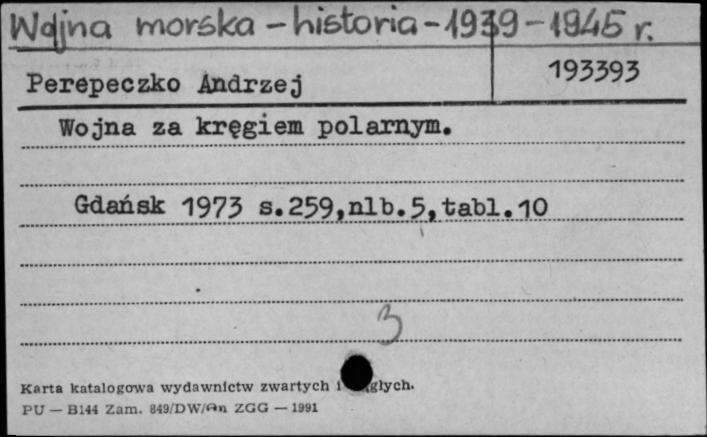 Wojna morska - historia - 1939 - 1945 r.
193393
Perepeczko Andrzej
Wojna za kręgiem polarnym.
Gdańsk 1973 s.259,nlb.5,tabl.10
3
Karta katalogowa wydawnictw zwartych i
PU — B144 Zam. 849/DW/An ZGG — 1991